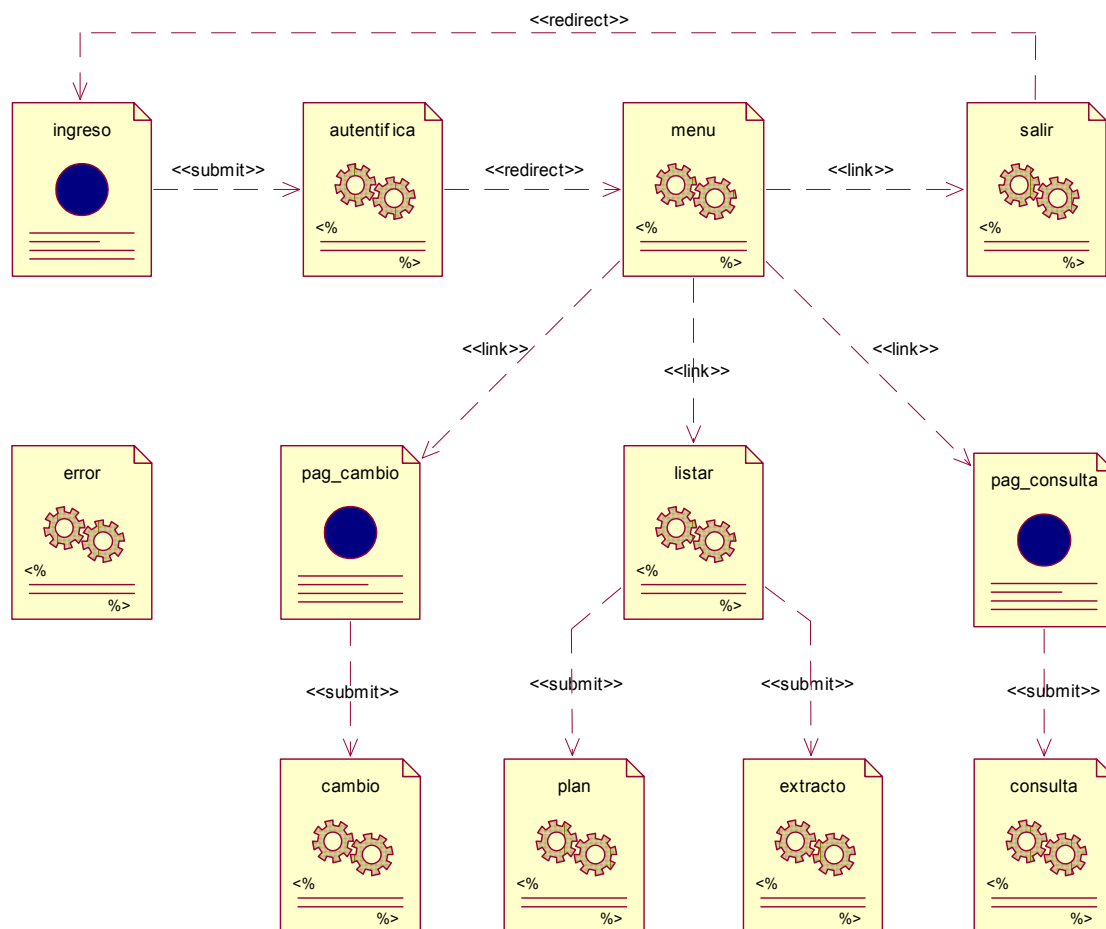 <<redirect>>
ingreso
autentifica
menu
salir
<<submit>>
<<redirect>>
<<link>>
<%
%>
<%
%>
<%
%>
<<link>>
<<link>>
<<link>>
error
pag_cambio
listar
pag_consulta
<%
%>
<%
%>
<<submit>>
<<submit>>
<<submit>>
<<submit>>
cambio
plan
extracto
consulta
<%
%>
<%
%>
<%
%>
<%
%>